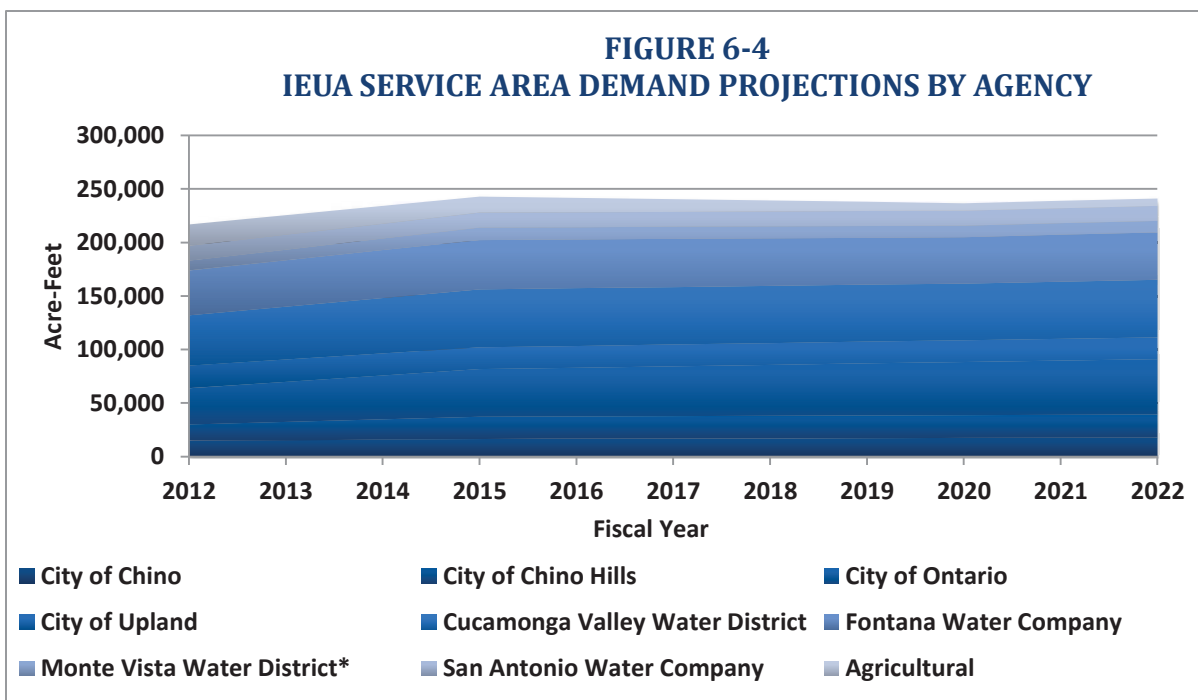 FIGURE 6-4
IEUA SERVICE AREA DEMAND PROJECTIONS BY AGENCY
300,000
250,000
200,000
150,000
100,000
50,000
0
Acre-Feet
2012 2013 2014 2015 2016 2017 2018 2019 2020 2021 2022
Fiscal Year
City of Chino City of Chino Hills City of Ontario
City of Upland Cucamonga Valley Water District Fontana Water Company
Monte Vista Water District* San Antonio Water Company Agricultural